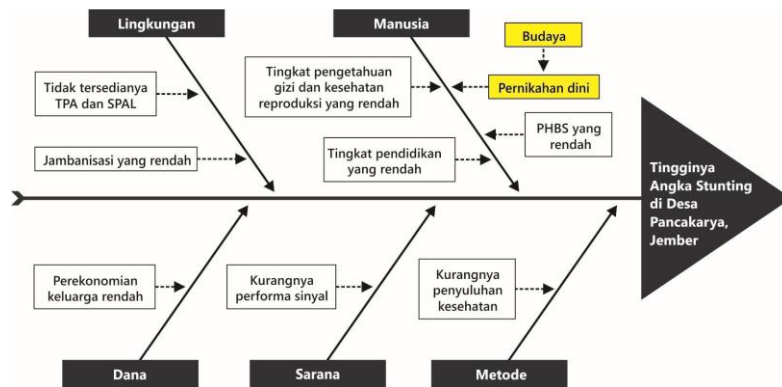 Lingkungan
Manusia
Budaya
Tidak tersedianya
TPA dan SPAL
Tingkat pengetahuan
gizi dan kesehatan
reproduksi yang rendah
Pernikahan dini
Jambanisasi yang rendah
Tingkat pendidikan
yang rendah
PHBS yang
rendah
Tingginya
Angka Stunting
di Desa
Pancakarya,
Jember
Perekonomian
keluarga rendah
Kurangnya
performa sinyal
Kurangnya
penyuluhan
kesehatan
Dana
Sarana
Metode